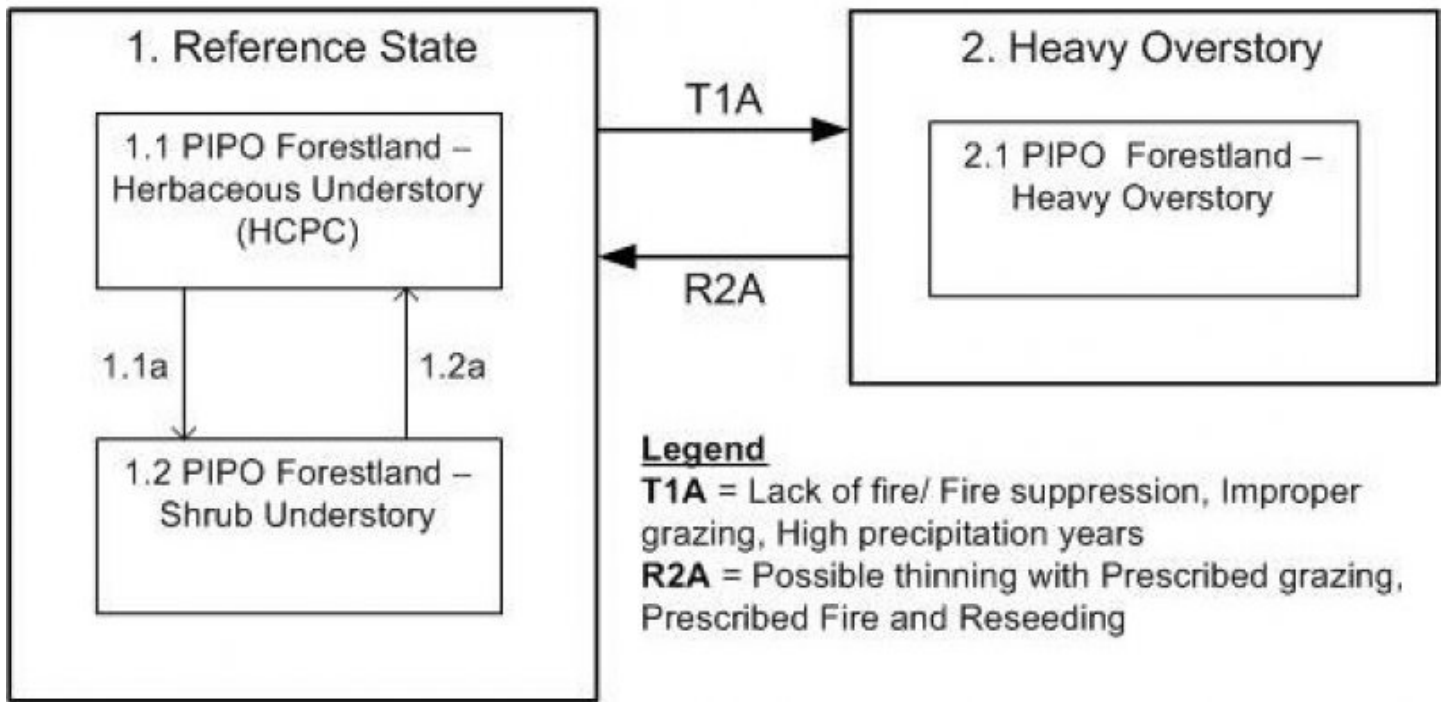 1. Reference State
1.1 PIPO Forestland –
Herbaceous Understory
(HCPC)
1.1a
1.2a
1.2 PIPO Forestland –
Shrub Understory
T1A
R2A
2. Heavy Overstory
2.1 PIPO Forestland –
Heavy Overstory
Legend
T1A = Lack of fire/ Fire suppression, Improper
grazing, High precipitation years
R2A = Possible thinning with Prescribed grazing,
Prescribed Fire and Reseeding